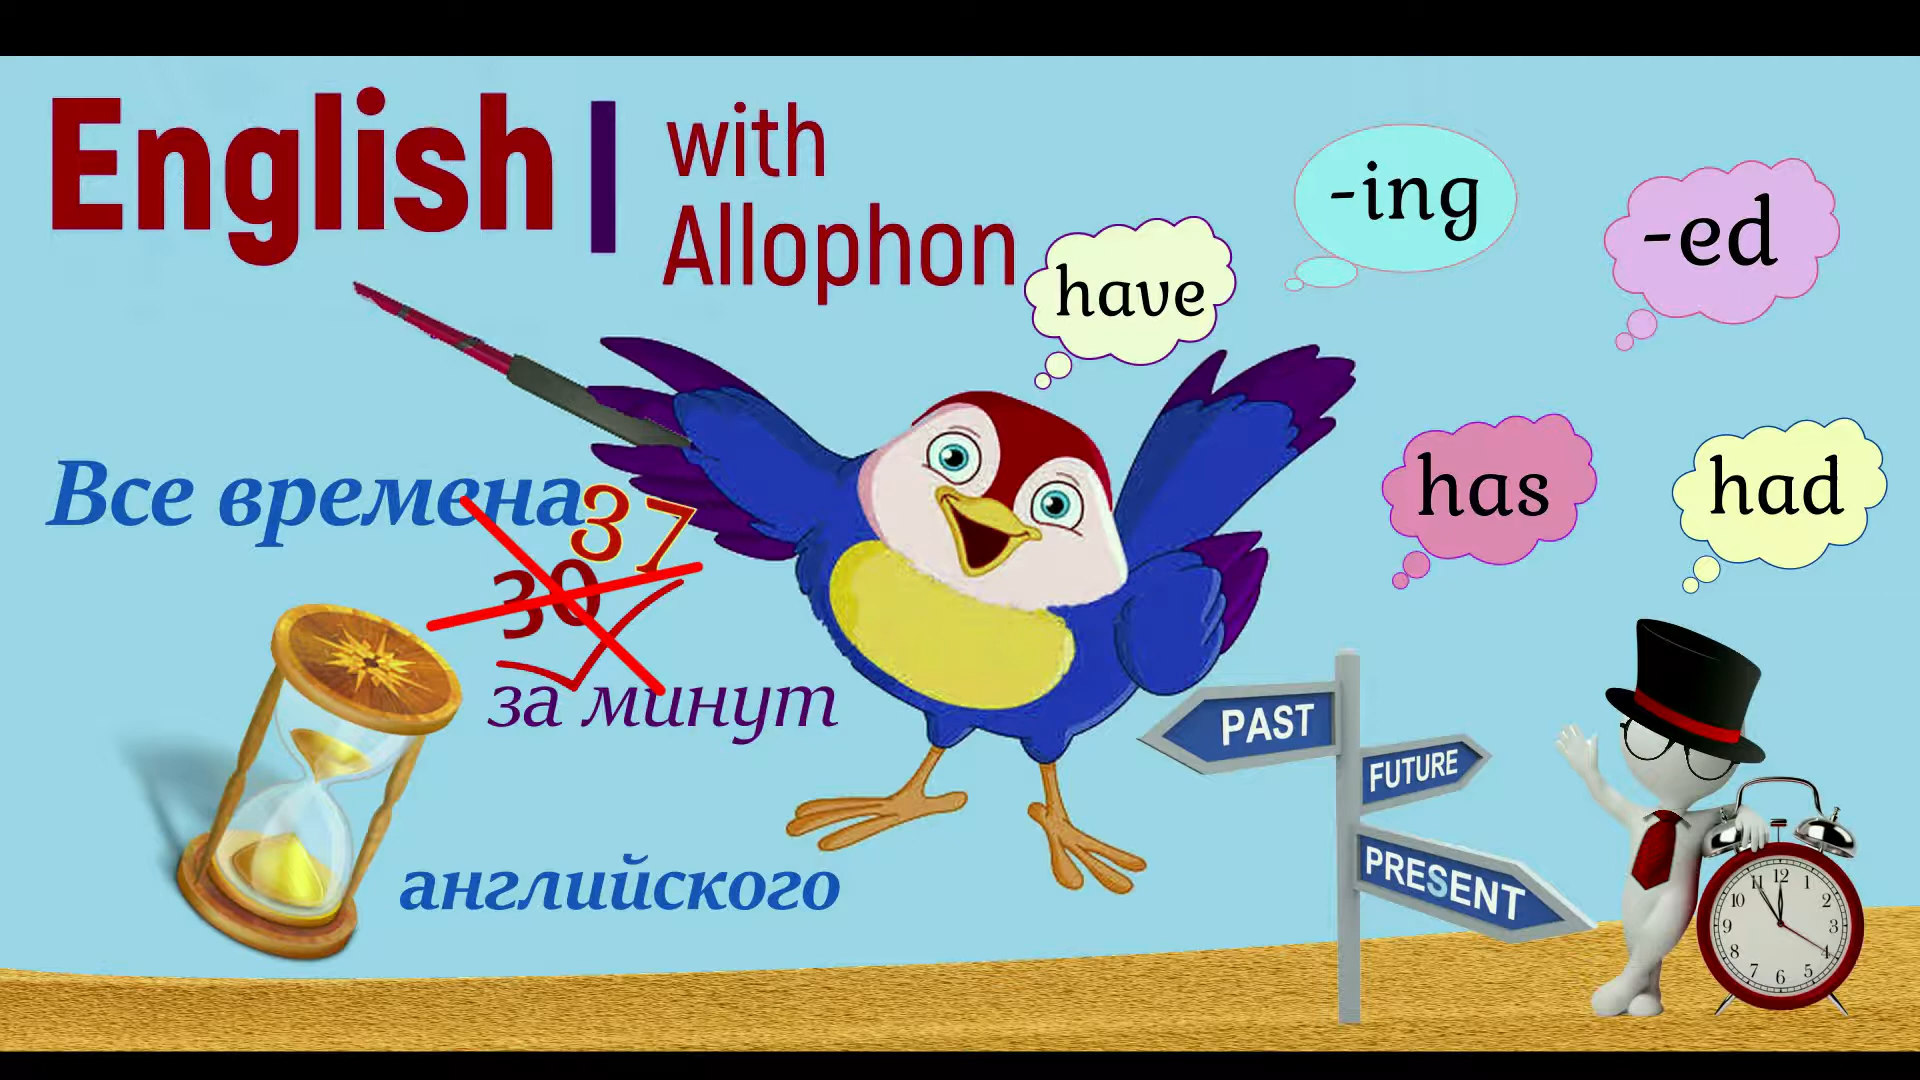 English | with
Allophon
have
-ing
-ed
has
had
Все времена
37
30
за минут
английского
PAST
FUTURE
PRESENT
12
1
2
3
4
5
6
7
8
9
10
11